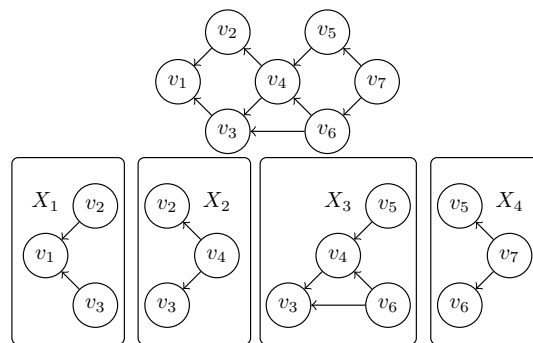 v2 v5
v1 v4 v7
v3 v6
X1 v2 v2 X2 X3 v5 v5 X4
v1 v4 v4 v7
v3 v3 v3 v6 v6